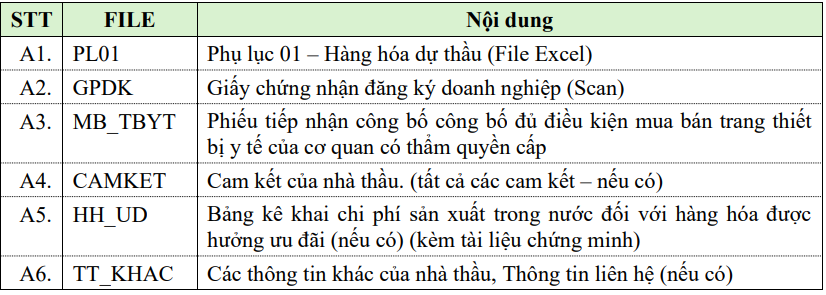 STT FILE Nội dung
A1. PL01 Phụ lục 01 – Hàng hóa dự thầu (File Excel)
A2. GPDK Giấy chứng nhận đăng ký doanh nghiệp (Scan)
A3. MB_TBYT Phiếu tiếp nhận công bố công bố đủ điều kiện mua bán trang thiết
bị y tế của cơ quan có thẩm quyền cấp
A4. CAMKET Cam kết của nhà thầu. (tất cả các cam kết – nếu có)
A5. HH_UD Bảng kê khai chi phí sản xuất trong nước đối với hàng hóa được
hưởng ưu đãi (nếu có) (kèm tài liệu chứng minh)
A6. TT_KHAC Các thông tin khác của nhà thầu, Thông tin liên hệ (nếu có)